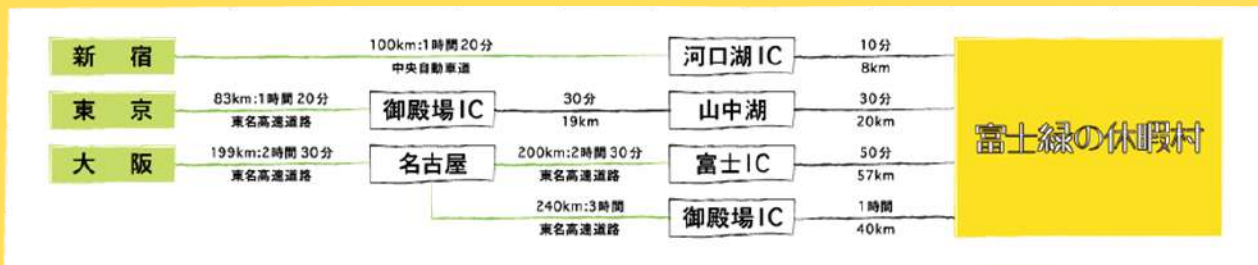 新宿
100km:1時間20分
中央自動車道
河口湖IC
10分
8km
東京
83km:1時間20分
東名高速道路
御殿場IC
30分
19km
山中湖
30分
20km
大阪
199km:2時間30分
東名高速道路
名古屋
200km:2時間30分
東名高速道路
富士IC
50分
57km
240km:3時間
東名高速道路
御殿場IC
1時間
40km
富士緑の休暇村